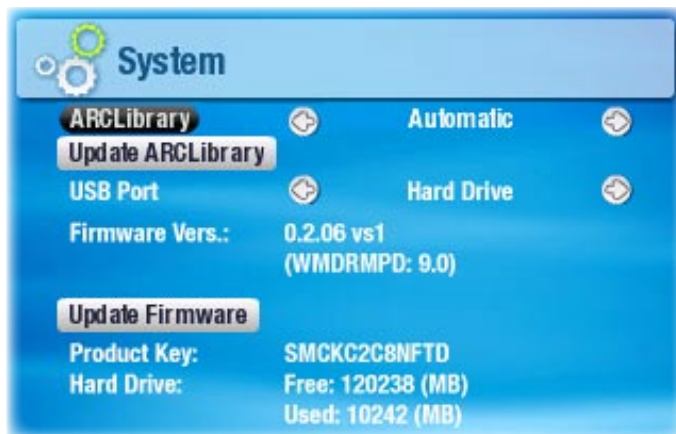 System
ARCLibrary Automatic
Update ARCLibrary
USB Port Hard Drive
Firmware Vers.: 0.2.06 vs1
(WMDRMPD: 9.0)
Update Firmware
Product Key: SMCKC2C8NFTD
Hard Drive: Free: 120238 (MB)
Used: 10242 (MB)